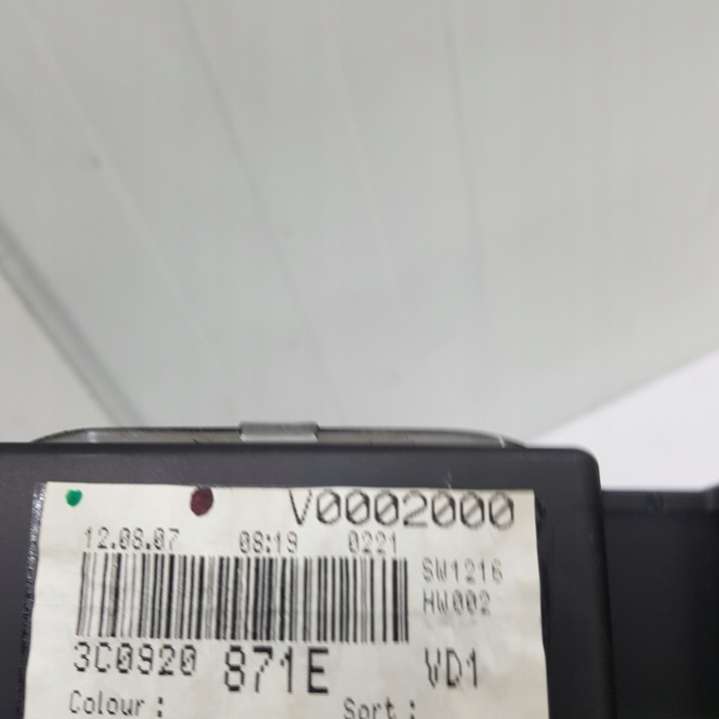 V0002000
12.08.07 08:19 0221
SW1216
HW002
3C0920 871E VD1
Colour : Sort :